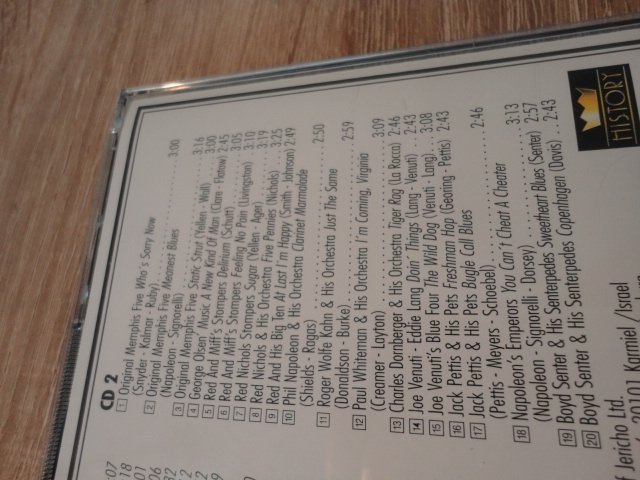 CD 2
1 Original Memphis Five Who's Sorry Now
(Snyder - Kalmar - Ruby) 3:00
2 Original Memphis Five Meanest Blues
(Napoleon - Signorelli) 3:16
3 Original Memphis Five Static Strut (Yellen - Wall) 3:00
4 George Olsen' Music A New Kind Of Man (Clare - Flatow) 2:45
5 Red And Miff's Stompers Delirium (Schutt) 3:05
6 Red And Miff's Stompers Feeling No Pain (Livingston) 3:10
7 Red Nichols Stompers Sugar (Yellen - Ager) 3:19
8 Red Nichols & His Orchestra Five Pennies (Nichols) 3:25
9 Red And His Big Ten At Last I'm Happy (Smith - Johnson) 2:49
10 Phil Napoleon & His Orchestra Clarinet Marmalade
(Shields - Ragas) 2:50
11 Roger Wolfe Kahn & His Orchestra Just The Same
(Donaldson - Burke) 2:59
12 Paul Whiteman & His Orchestra I'm Coming, Virginia
(Creamer - Layton) 3:09
13 Charles Dornberger & His Orchestra Tiger Rag (La Rocca) 2:46
14 Joe Venuti - Eddie Lang Doin' Things (Lang - Venuti) 2:43
15 Joe Venuti's Blue Four The Wild Dog (Venuti - Lang) 3:08
16 Jack Pettis & His Pets Freshman Hop (Goering - Pettis) 2:43
17 Jack Pettis & His Pets Bugle Call Blues
(Pettis - Meyers - Schoebel) 2:46
18 Napoleon's Emperors You Can't Cheat A Cheater
(Napoleon - Signorelli - Dorsey) 3:13
19 Boyd Senter & His Senterpedes Sweetheart Blues (Senter) 2:57
20 Boyd Senter & His Senterpedes Copenhagen (Davis) 2:43
HISTORY
f Jericho Ltd.
20101 Karmiel / Israel